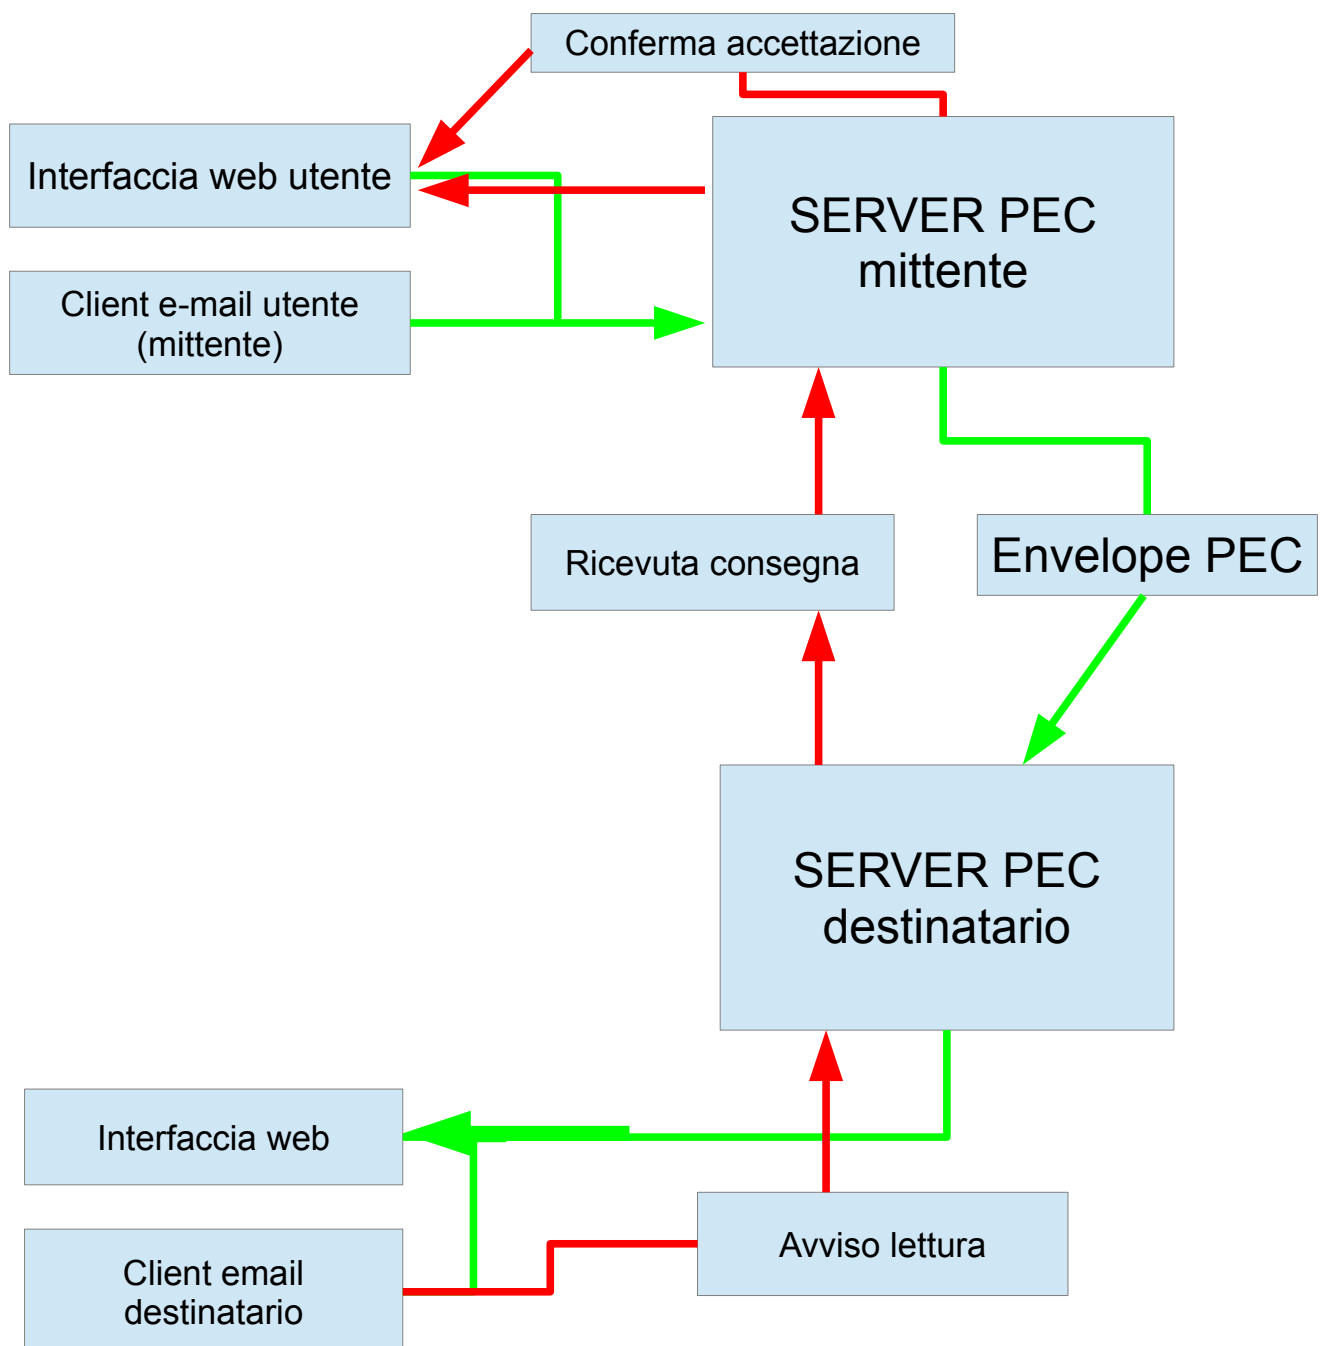 Conferma accettazione
Interfaccia web utente
SERVER PEC
mittente
Client e-mail utente
(mittente)
Ricevuta consegna
Envelope PEC
SERVER PEC
destinatario
Interfaccia web
Avviso lettura
Client email
destinatario